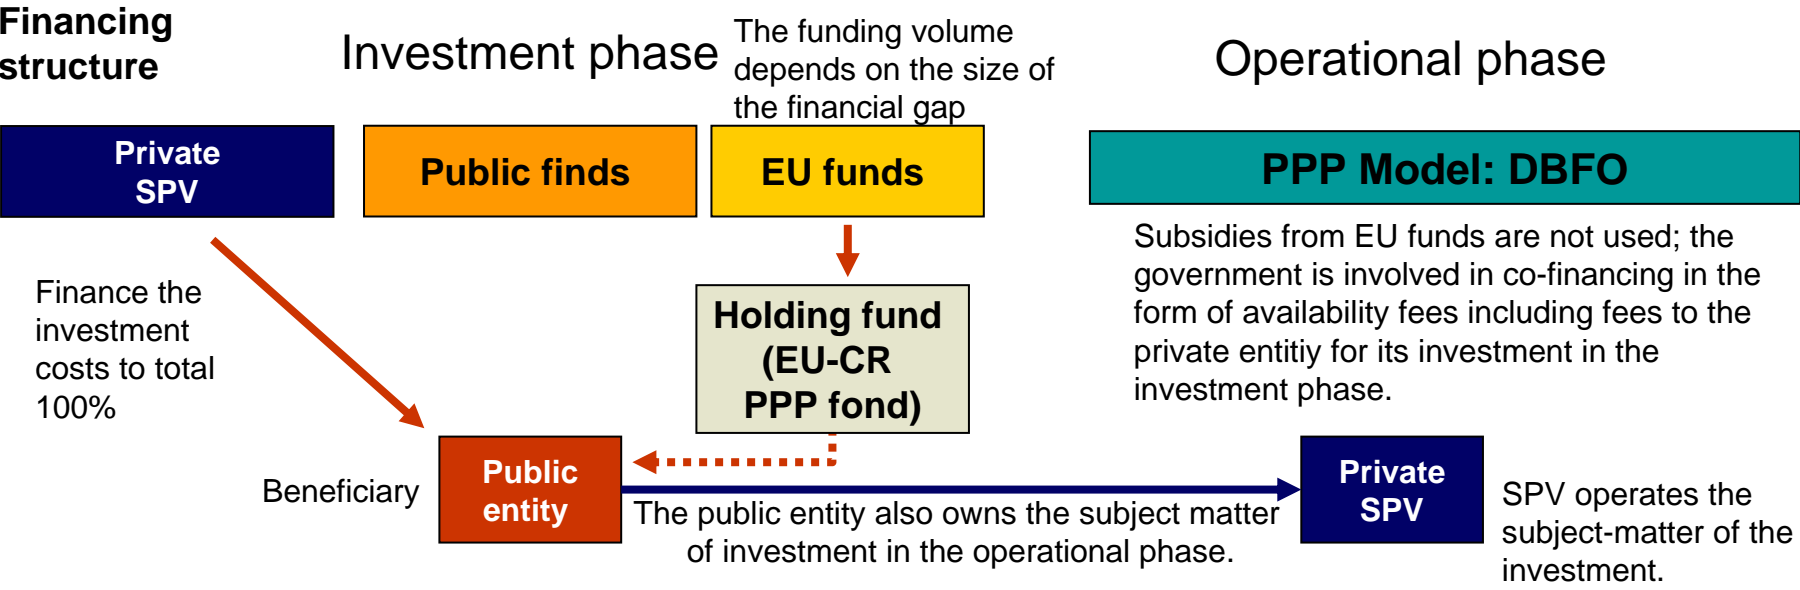 Financing
structure
Investment phase
The funding volume
depends on the size of
the financial gap
Operational phase
Private
SPV
Public finds
EU funds
PPP Model: DBFO
Finance the
investment
costs to total
100%
Holding fund
(EU-CR
PPP fond)
Subsidies from EU funds are not used; the
government is involved in co-financing in the
form of availability fees including fees to the
private entitiy for its investment in the
investment phase.
Beneficiary
Public
entity
The public entity also owns the subject matter
of investment in the operational phase.
Private
SPV
SPV operates the
subject-matter of the
investment.